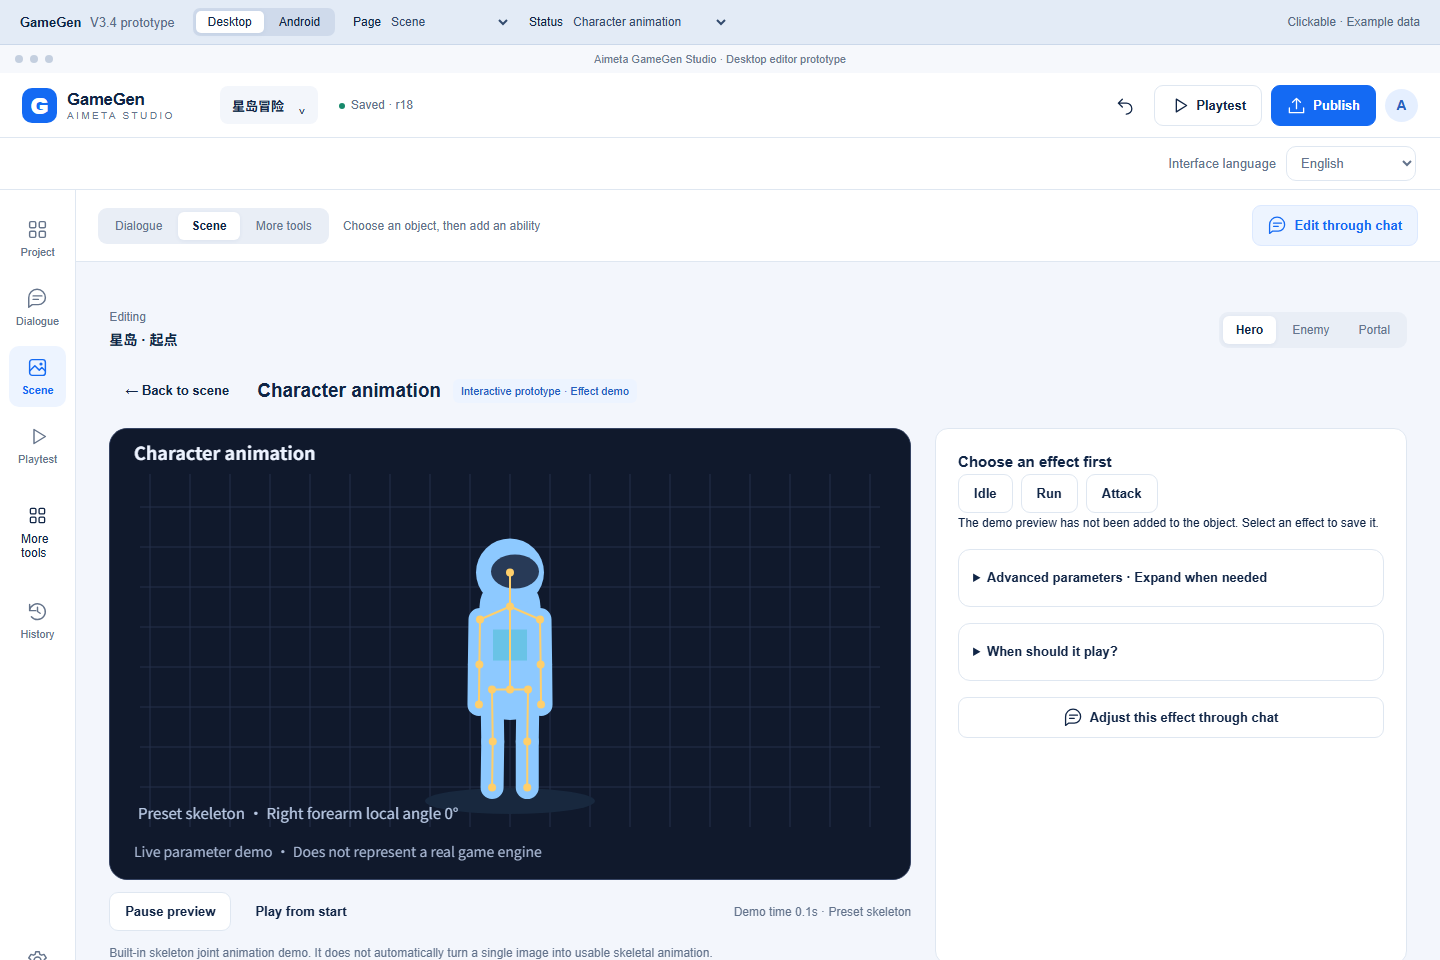 GameGen V3.4 prototype Desktop Android Page Scene Status Character animation Clickable · Example data
Aimeta GameGen Studio · Desktop editor prototype
G GameGen
AIMETA STUDIO
星岛冒险
Saved · r18
Playtest
Publish
A
Interface language English
Dialogue Scene More tools Choose an object, then add an ability
Edit through chat
Project
Dialogue
Scene
Playtest
More
tools
History
Editing
星岛 · 起点
Hero Enemy Portal
← Back to scene Character animation Interactive prototype · Effect demo
Character animation
Preset skeleton • Right forearm local angle 0°
Live parameter demo • Does not represent a real game engine
Choose an effect first
Idle Run Attack
The demo preview has not been added to the object. Select an effect to save it.
Advanced parameters · Expand when needed
When should it play?
Adjust this effect through chat
Pause preview Play from start Demo time 0.1s · Preset skeleton
Built-in skeleton joint animation demo. It does not automatically turn a single image into usable skeletal animation.